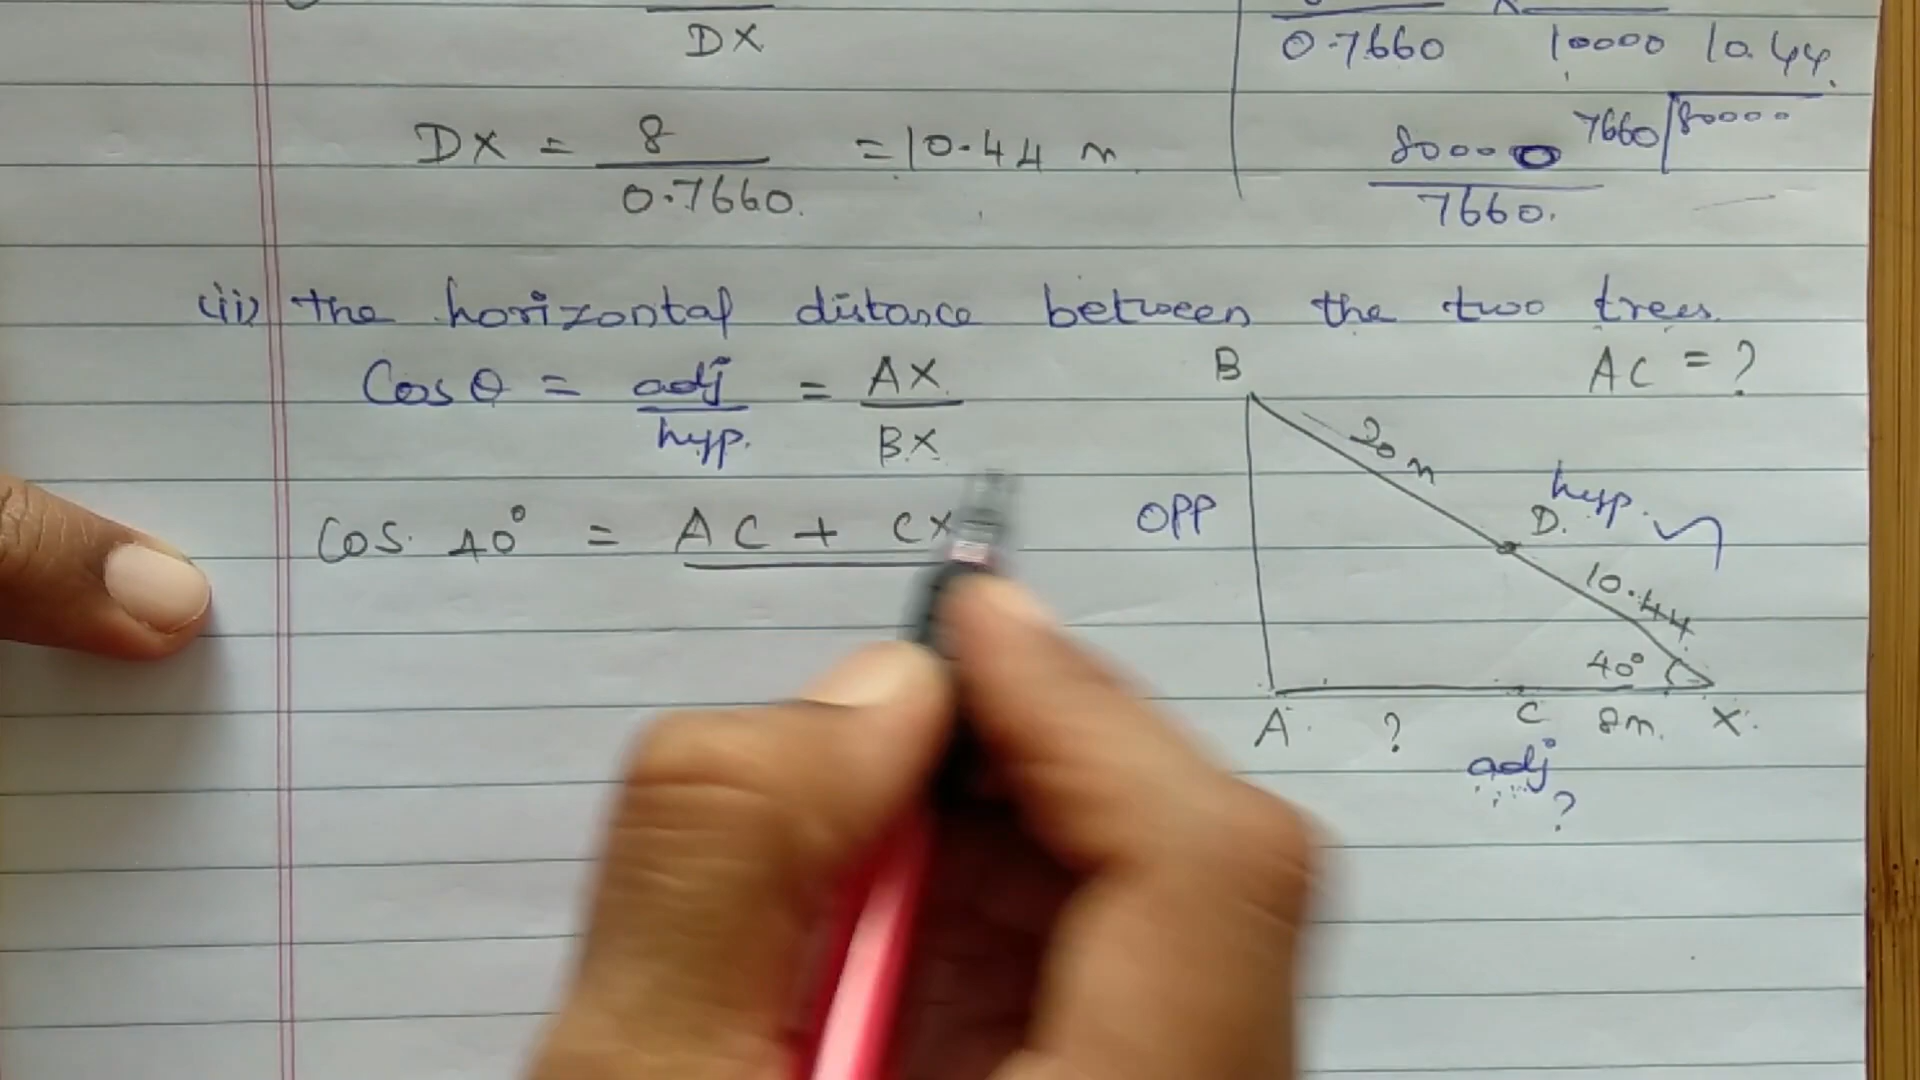 DX
0.7660 10000 10.44
DX = 8 / 0.7660. = 10.44 m
80000 / 7660.
7660 80000
(ii) the horizontal distance between the two trees.
AC = ?
Cos θ = adj / hyp. = AX / BX
Cos 40° = AC + CX
B
20 m
hyp.
OPP
D.
10.44
40°
A ? C 8m. X
adj
?